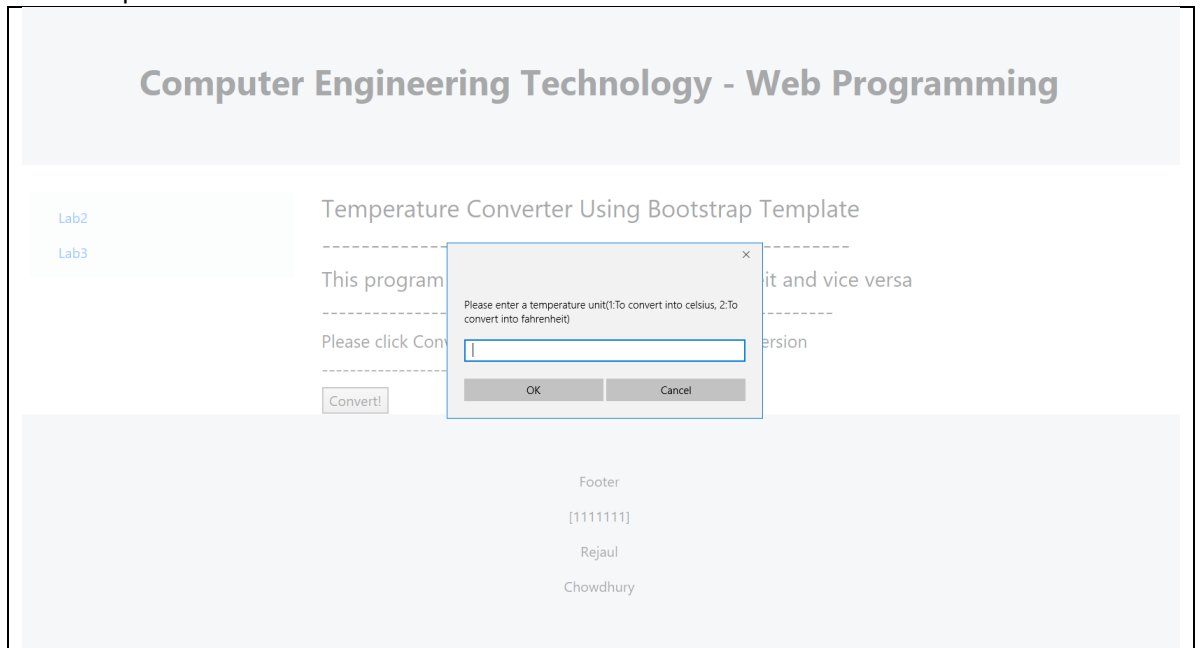 Computer Engineering Technology - Web Programming
Lab2
Lab3
Temperature Converter Using Bootstrap Template
------------------------------------------------------
This program it and vice versa
------------------------------------------------------
Please click Conv ersion
------------------
Convert!
×
Please enter a temperature unit(1:To convert into celsius, 2:To
convert into fahrenheit)
OK Cancel
Footer
[1111111]
Rejaul
Chowdhury